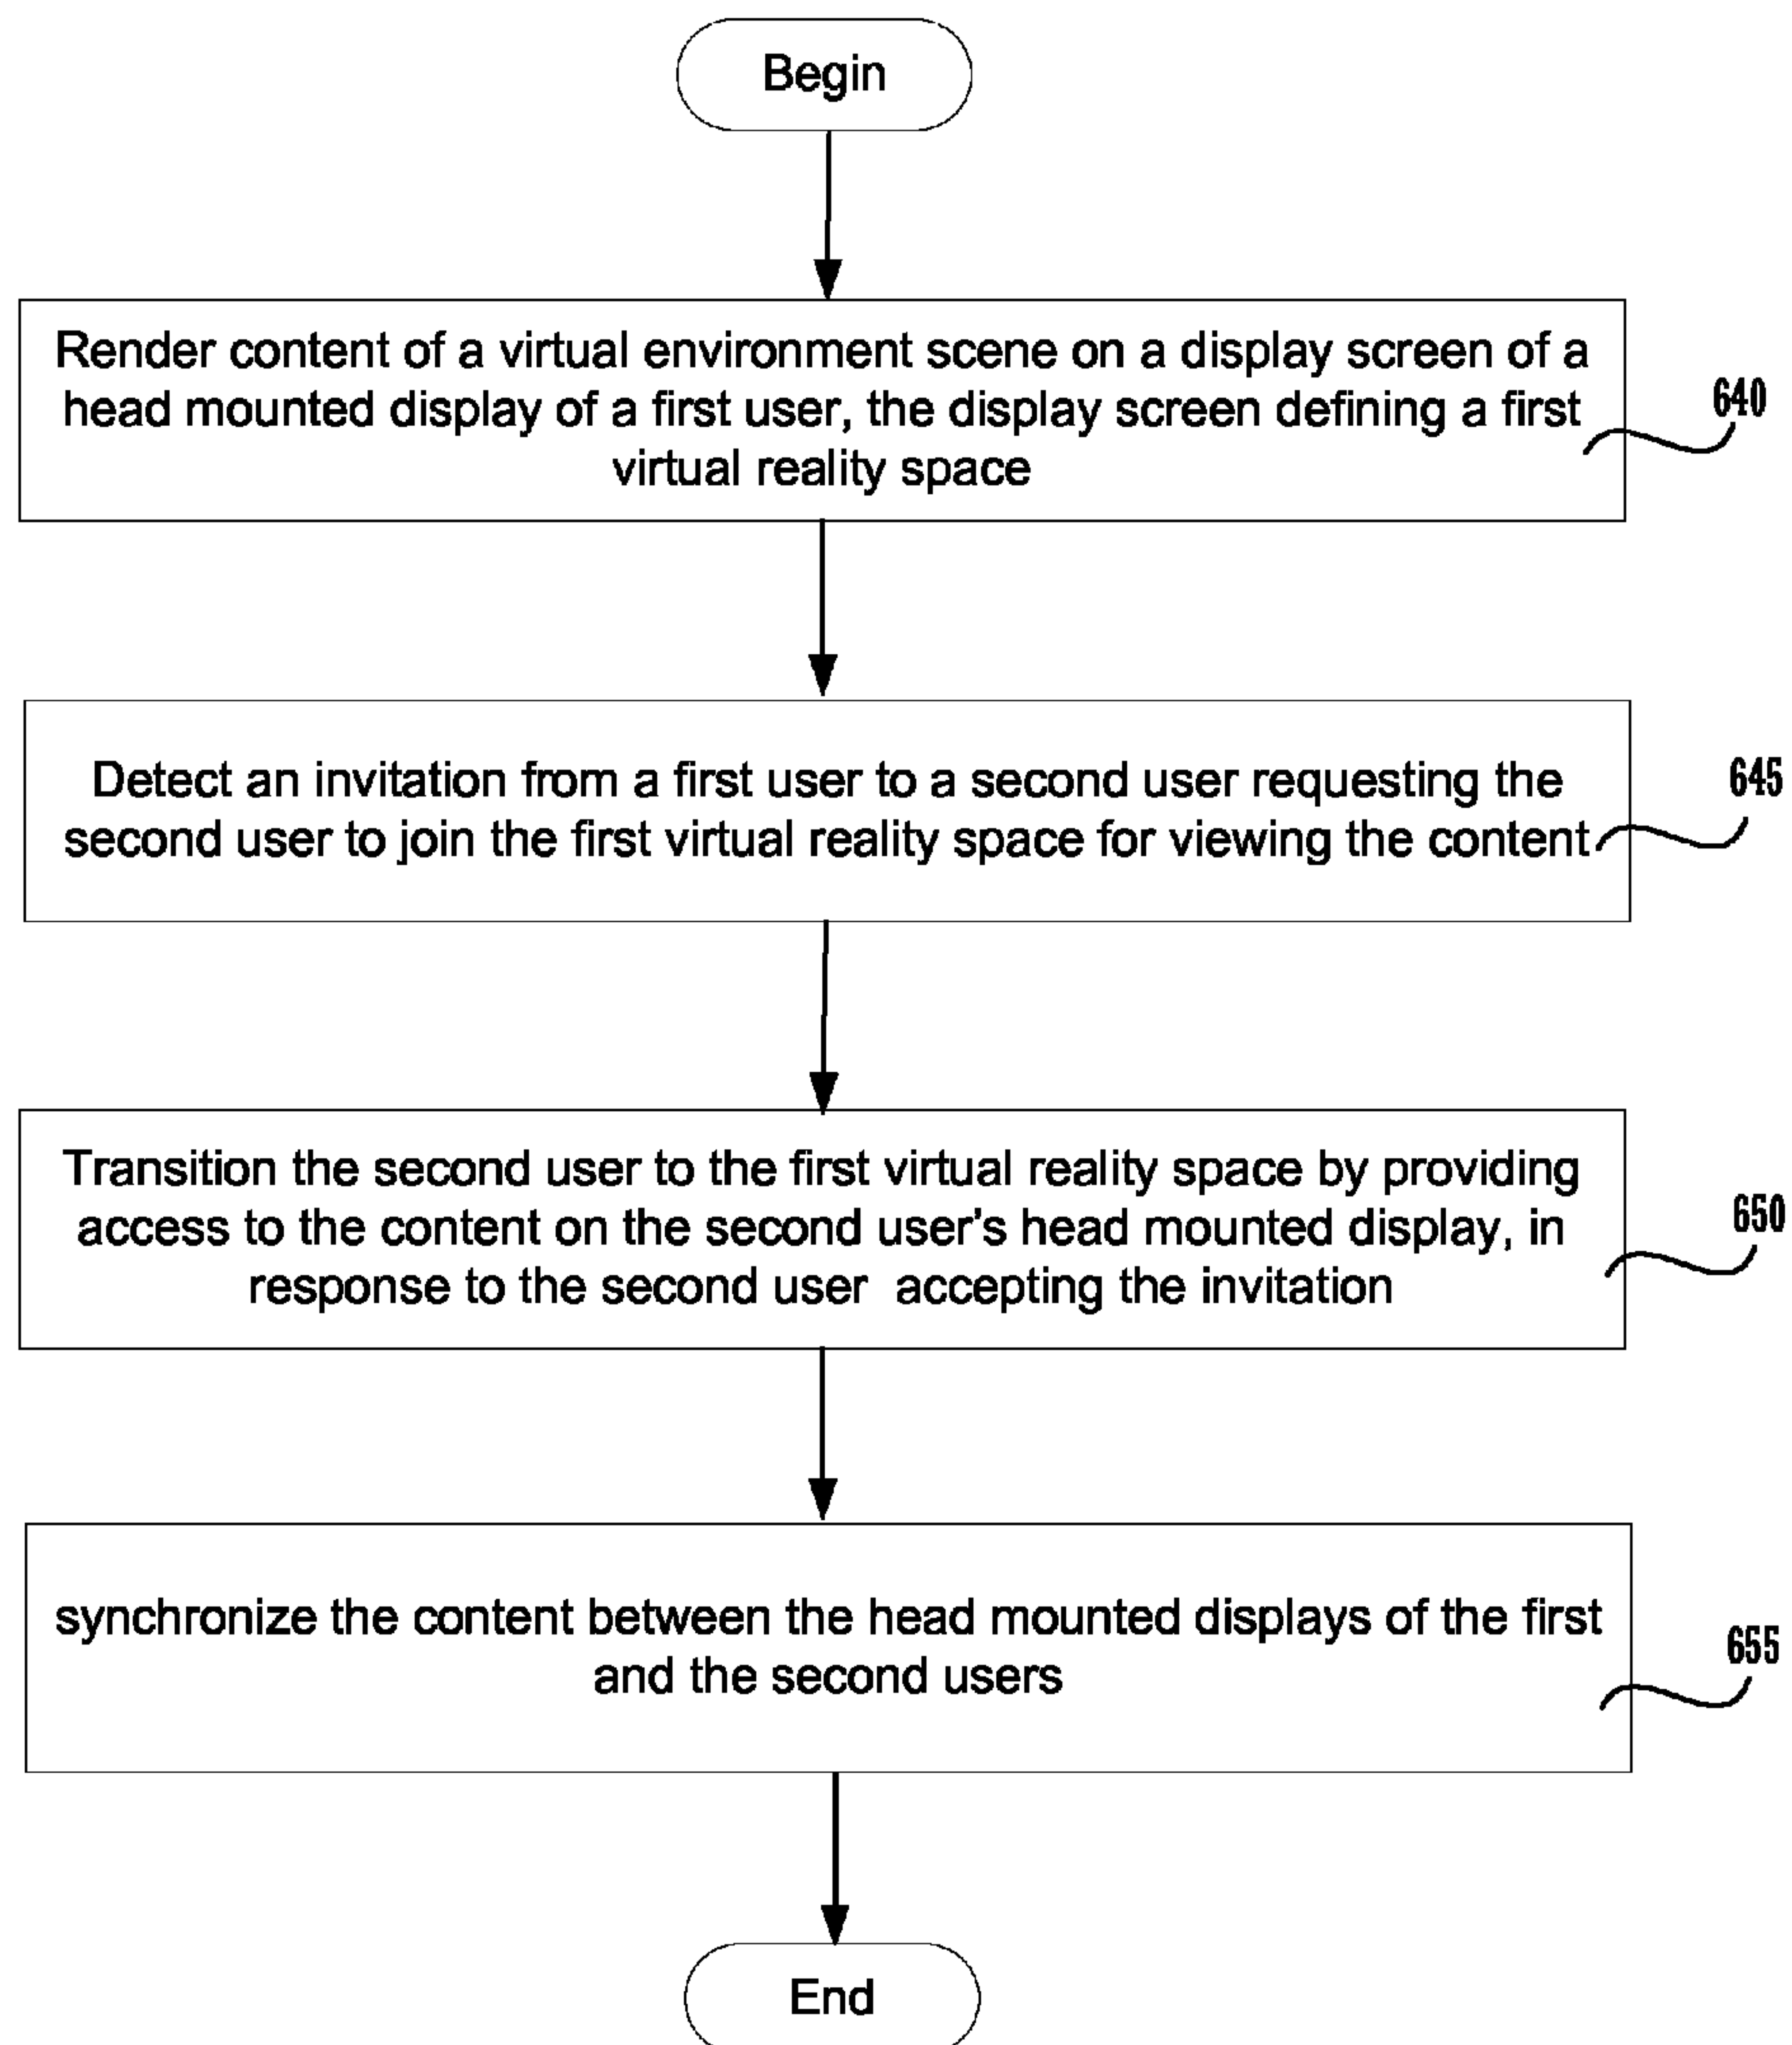 Begin
Render content of a virtual environment scene on a display screen of a
head mounted display of a first user, the display screen defining a first
virtual reality space
640
Detect an invitation from a first user to a second user requesting the
second user to join the first virtual reality space for viewing the content
645
Transition the second user to the first virtual reality space by providing
access to the content on the second user's head mounted display, in
response to the second user accepting the invitation
650
synchronize the content between the head mounted displays of the first
and the second users
655
End